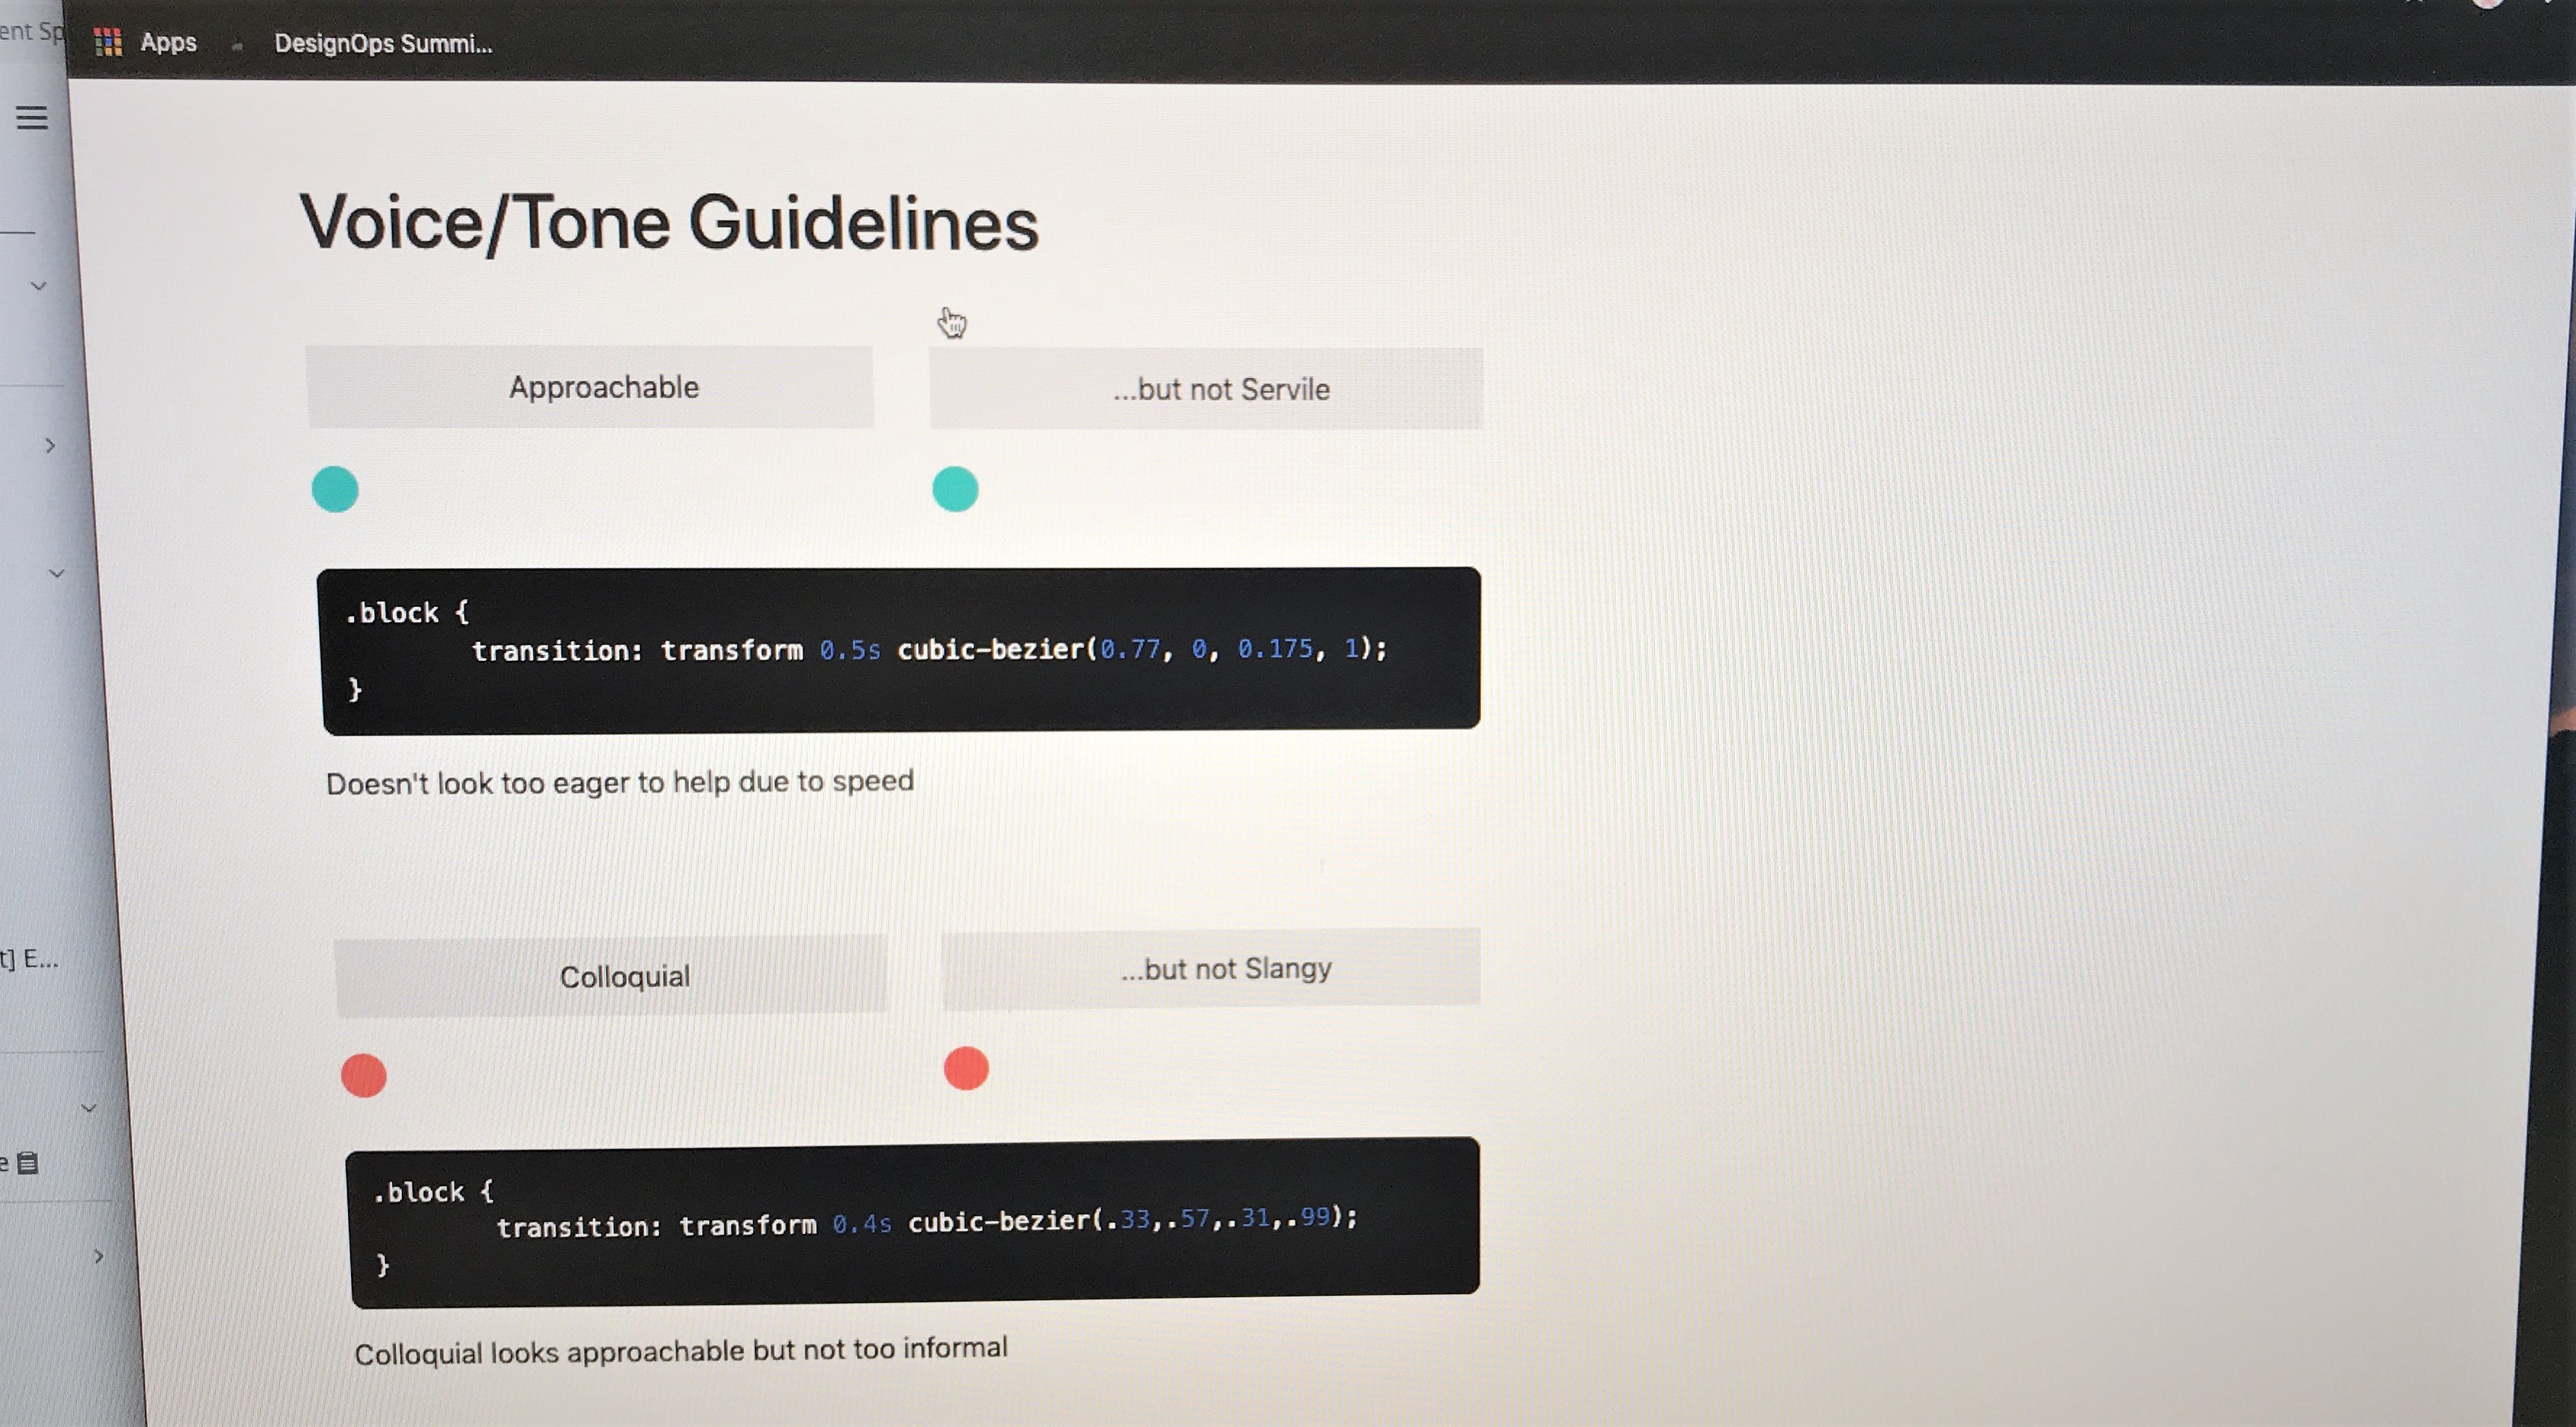 ent Sp
Apps
DesignOps Summi...
Voice/Tone Guidelines
Approachable
...but not Servile
.block {
transition: transform 0.5s cubic-bezier(0.77, 0, 0.175, 1);
}
Doesn't look too eager to help due to speed
t] E...
Colloquial
...but not Slangy
e
.block {
transition: transform 0.4s cubic-bezier(.33,.57,.31,.99);
}
Colloquial looks approachable but not too informal